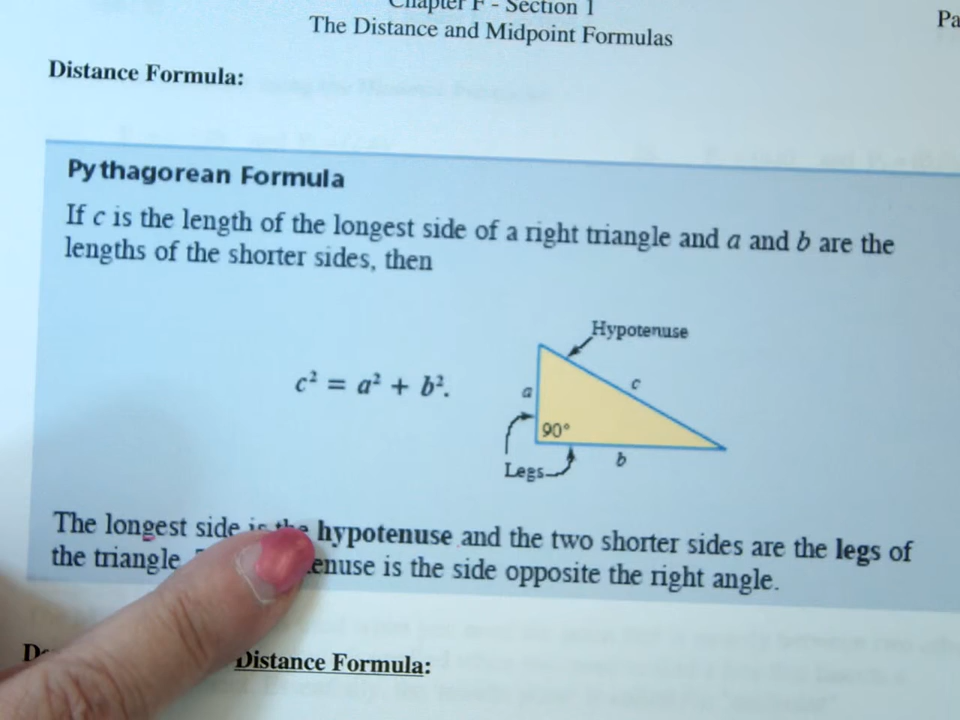 Chapter F - Section 1
The Distance and Midpoint Formulas
Pa
Distance Formula:
Pythagorean Formula
If c is the length of the longest side of a right triangle and a and b are the
lengths of the shorter sides, then
c² = a² + b².
Hypotenuse
a
c
90°
b
Legs
The longest side is the hypotenuse and the two shorter sides are the legs of
the triangle. enuse is the side opposite the right angle.
Distance Formula: